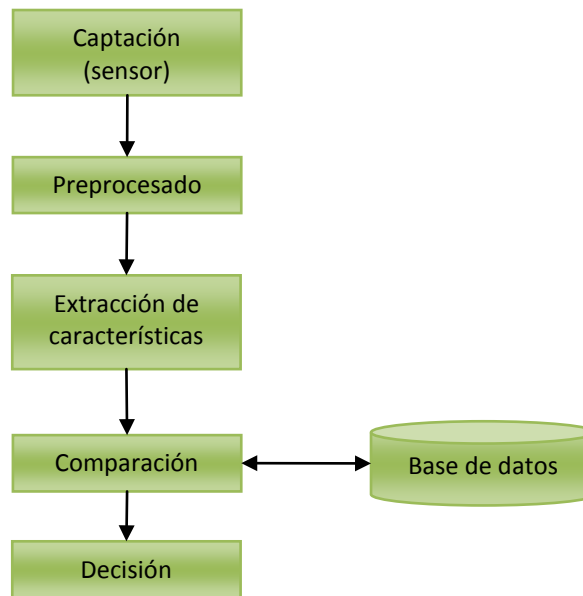 Captación
(sensor)
Preprocesado
Extracción de
características
Comparación
Base de datos
Decisión